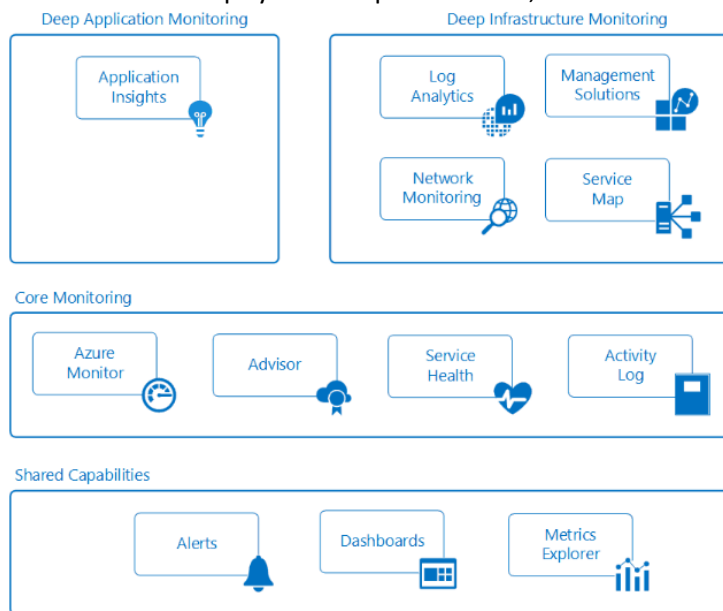 Deep Application Monitoring
Deep Infrastructure Monitoring
Application
Insights
Log
Analytics
Management
Solutions
Network
Monitoring
Service
Map
Core Monitoring
Azure
Monitor
Advisor
Service
Health
Activity
Log
Shared Capabilities
Alerts
Dashboards
Metrics
Explorer